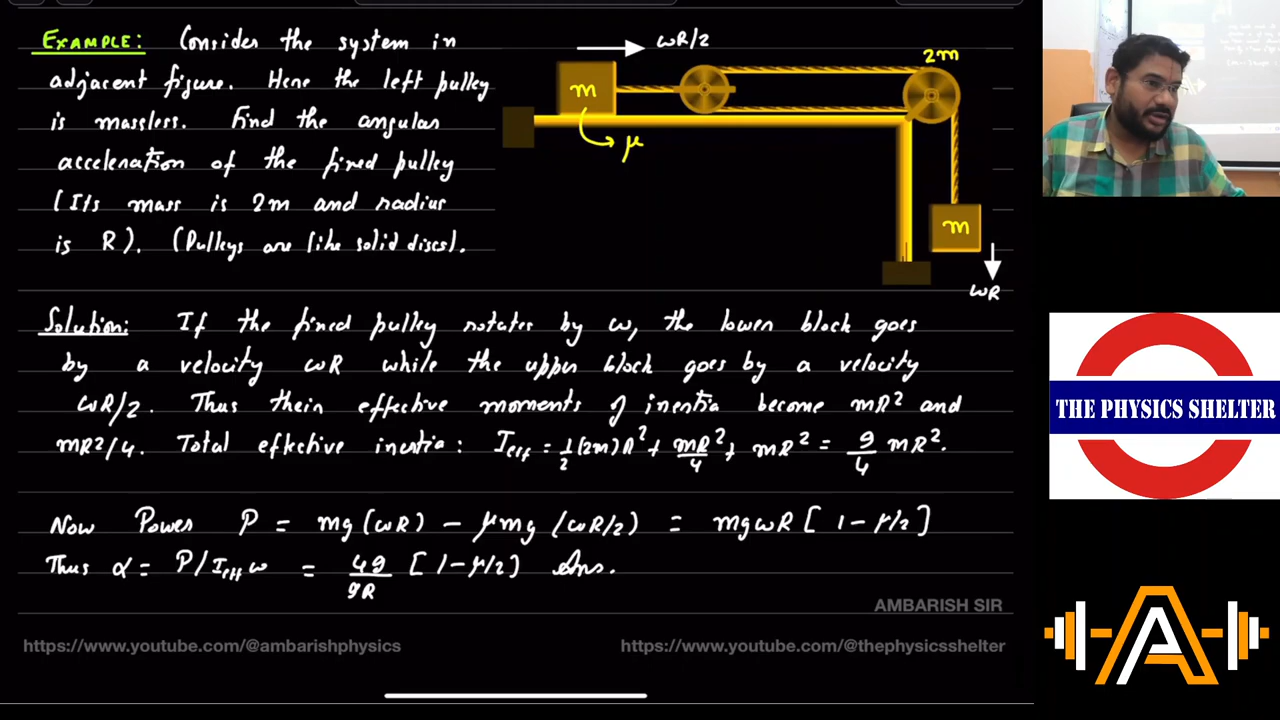 EXAMPLE: Consider the system in
adjacent figure. Here the left pulley
is massless. Find the angular
acceleration of the fixed pulley
(Its mass is 2m and radius
is R). (Pulleys are like solid discs).
ωR/2
2m
m
μ
m
ωR
Solution: If the fixed pulley rotates by ω, the lower block goes
by a velocity ωR while the upper block goes by a velocity
ωR/2. Thus their effective moments of inertia become mR² and
mR²/4. Total effective inertia: Ieff = 1/2 (2m)R² + mR²/4 + mR² = 9/4 mR².
Now Power P = mg(ωR) - μmg (ωR/2) = mgωR [1 - μ/2]
Thus α = P/Ieff ω = 4g/9R [1 - μ/2] Ans.
AMBARISH SIR
https://www.youtube.com/@ambarishphysics
https://www.youtube.com/@thephysicsshelter
THE PHYSICS SHELTER